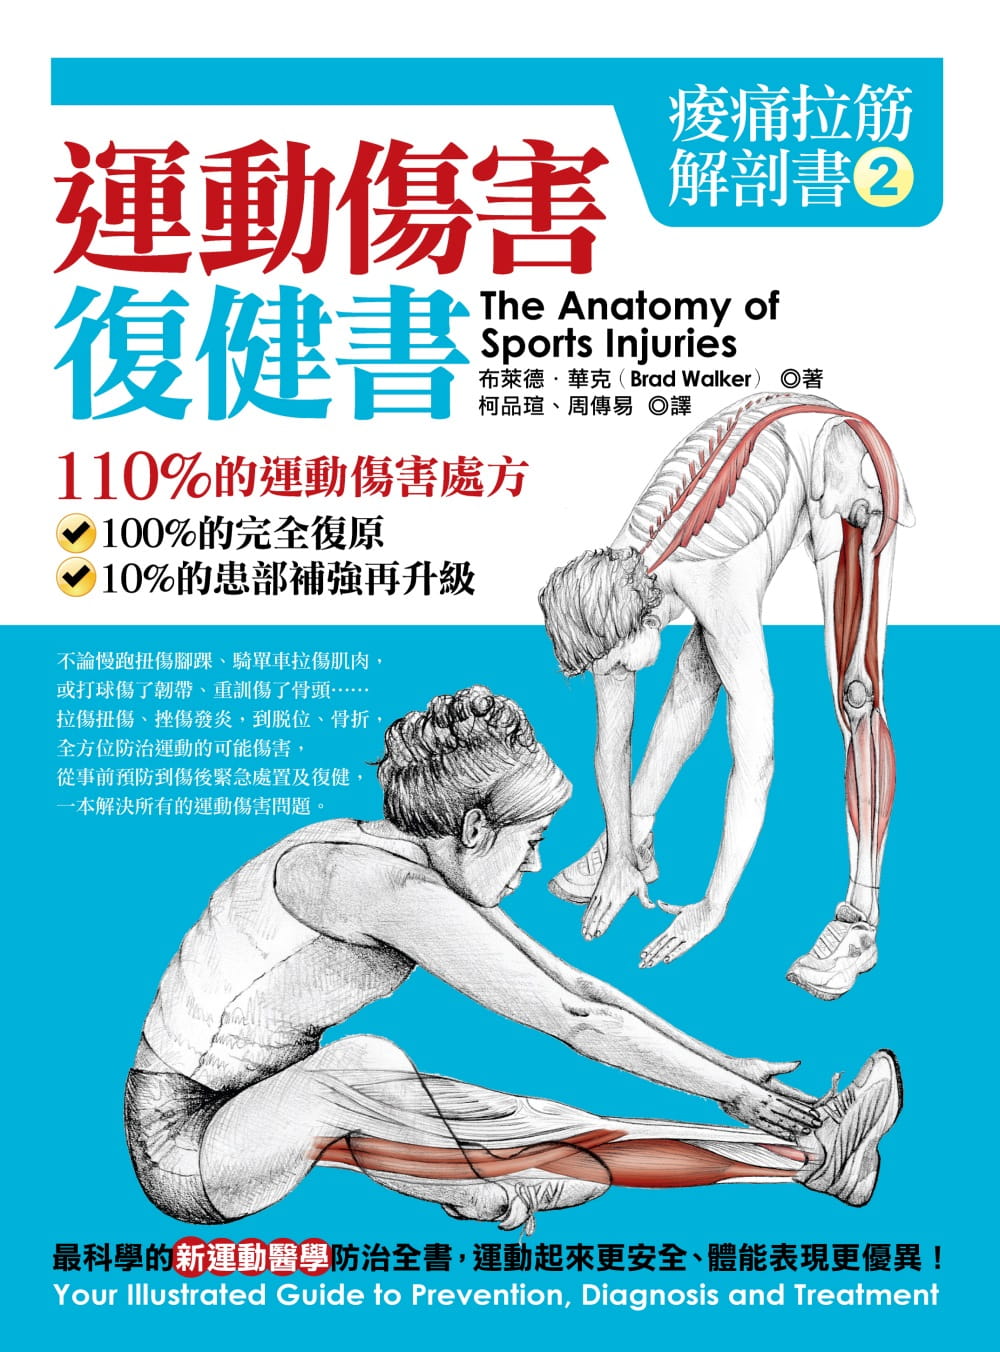 痠痛拉筋
解剖書2
運動傷害
復健書
The Anatomy of
Sports Injuries
布萊德．華克（Brad Walker） ◎著
柯品瑄、周傳易 ◎譯
110%的運動傷害處方
100%的完全復原
10%的患部補強再升級
不論慢跑扭傷腳踝、騎單車拉傷肌肉，
或打球傷了韌帶、重訓傷了骨頭……
拉傷扭傷、挫傷發炎，到脫位、骨折，
全方位防治運動的可能傷害，
從事前預防到傷後緊急處置及復健，
一本解決所有的運動傷害問題。
最科學的新運動醫學防治全書，運動起來更安全、體能表現更優異！
Your Illustrated Guide to Prevention, Diagnosis and Treatment